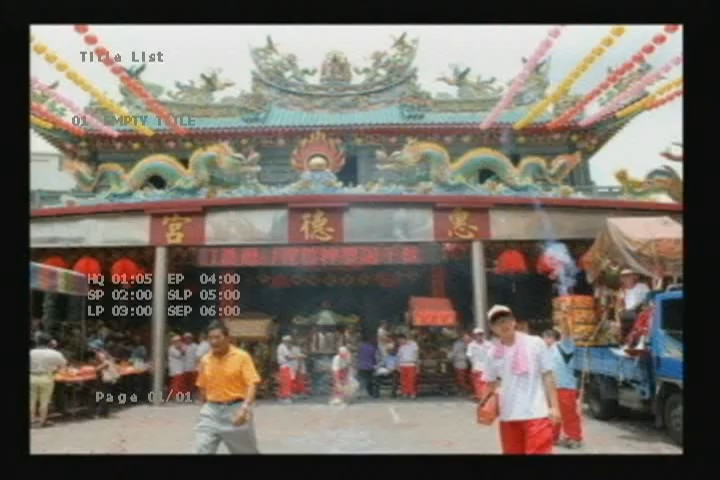 Title List
01 EMPTY TITLE
宮 德 惠
HQ 01:05 EP 04:00
SP 02:00 SLP 05:00
LP 03:00 SEP 06:00
Page 01/01